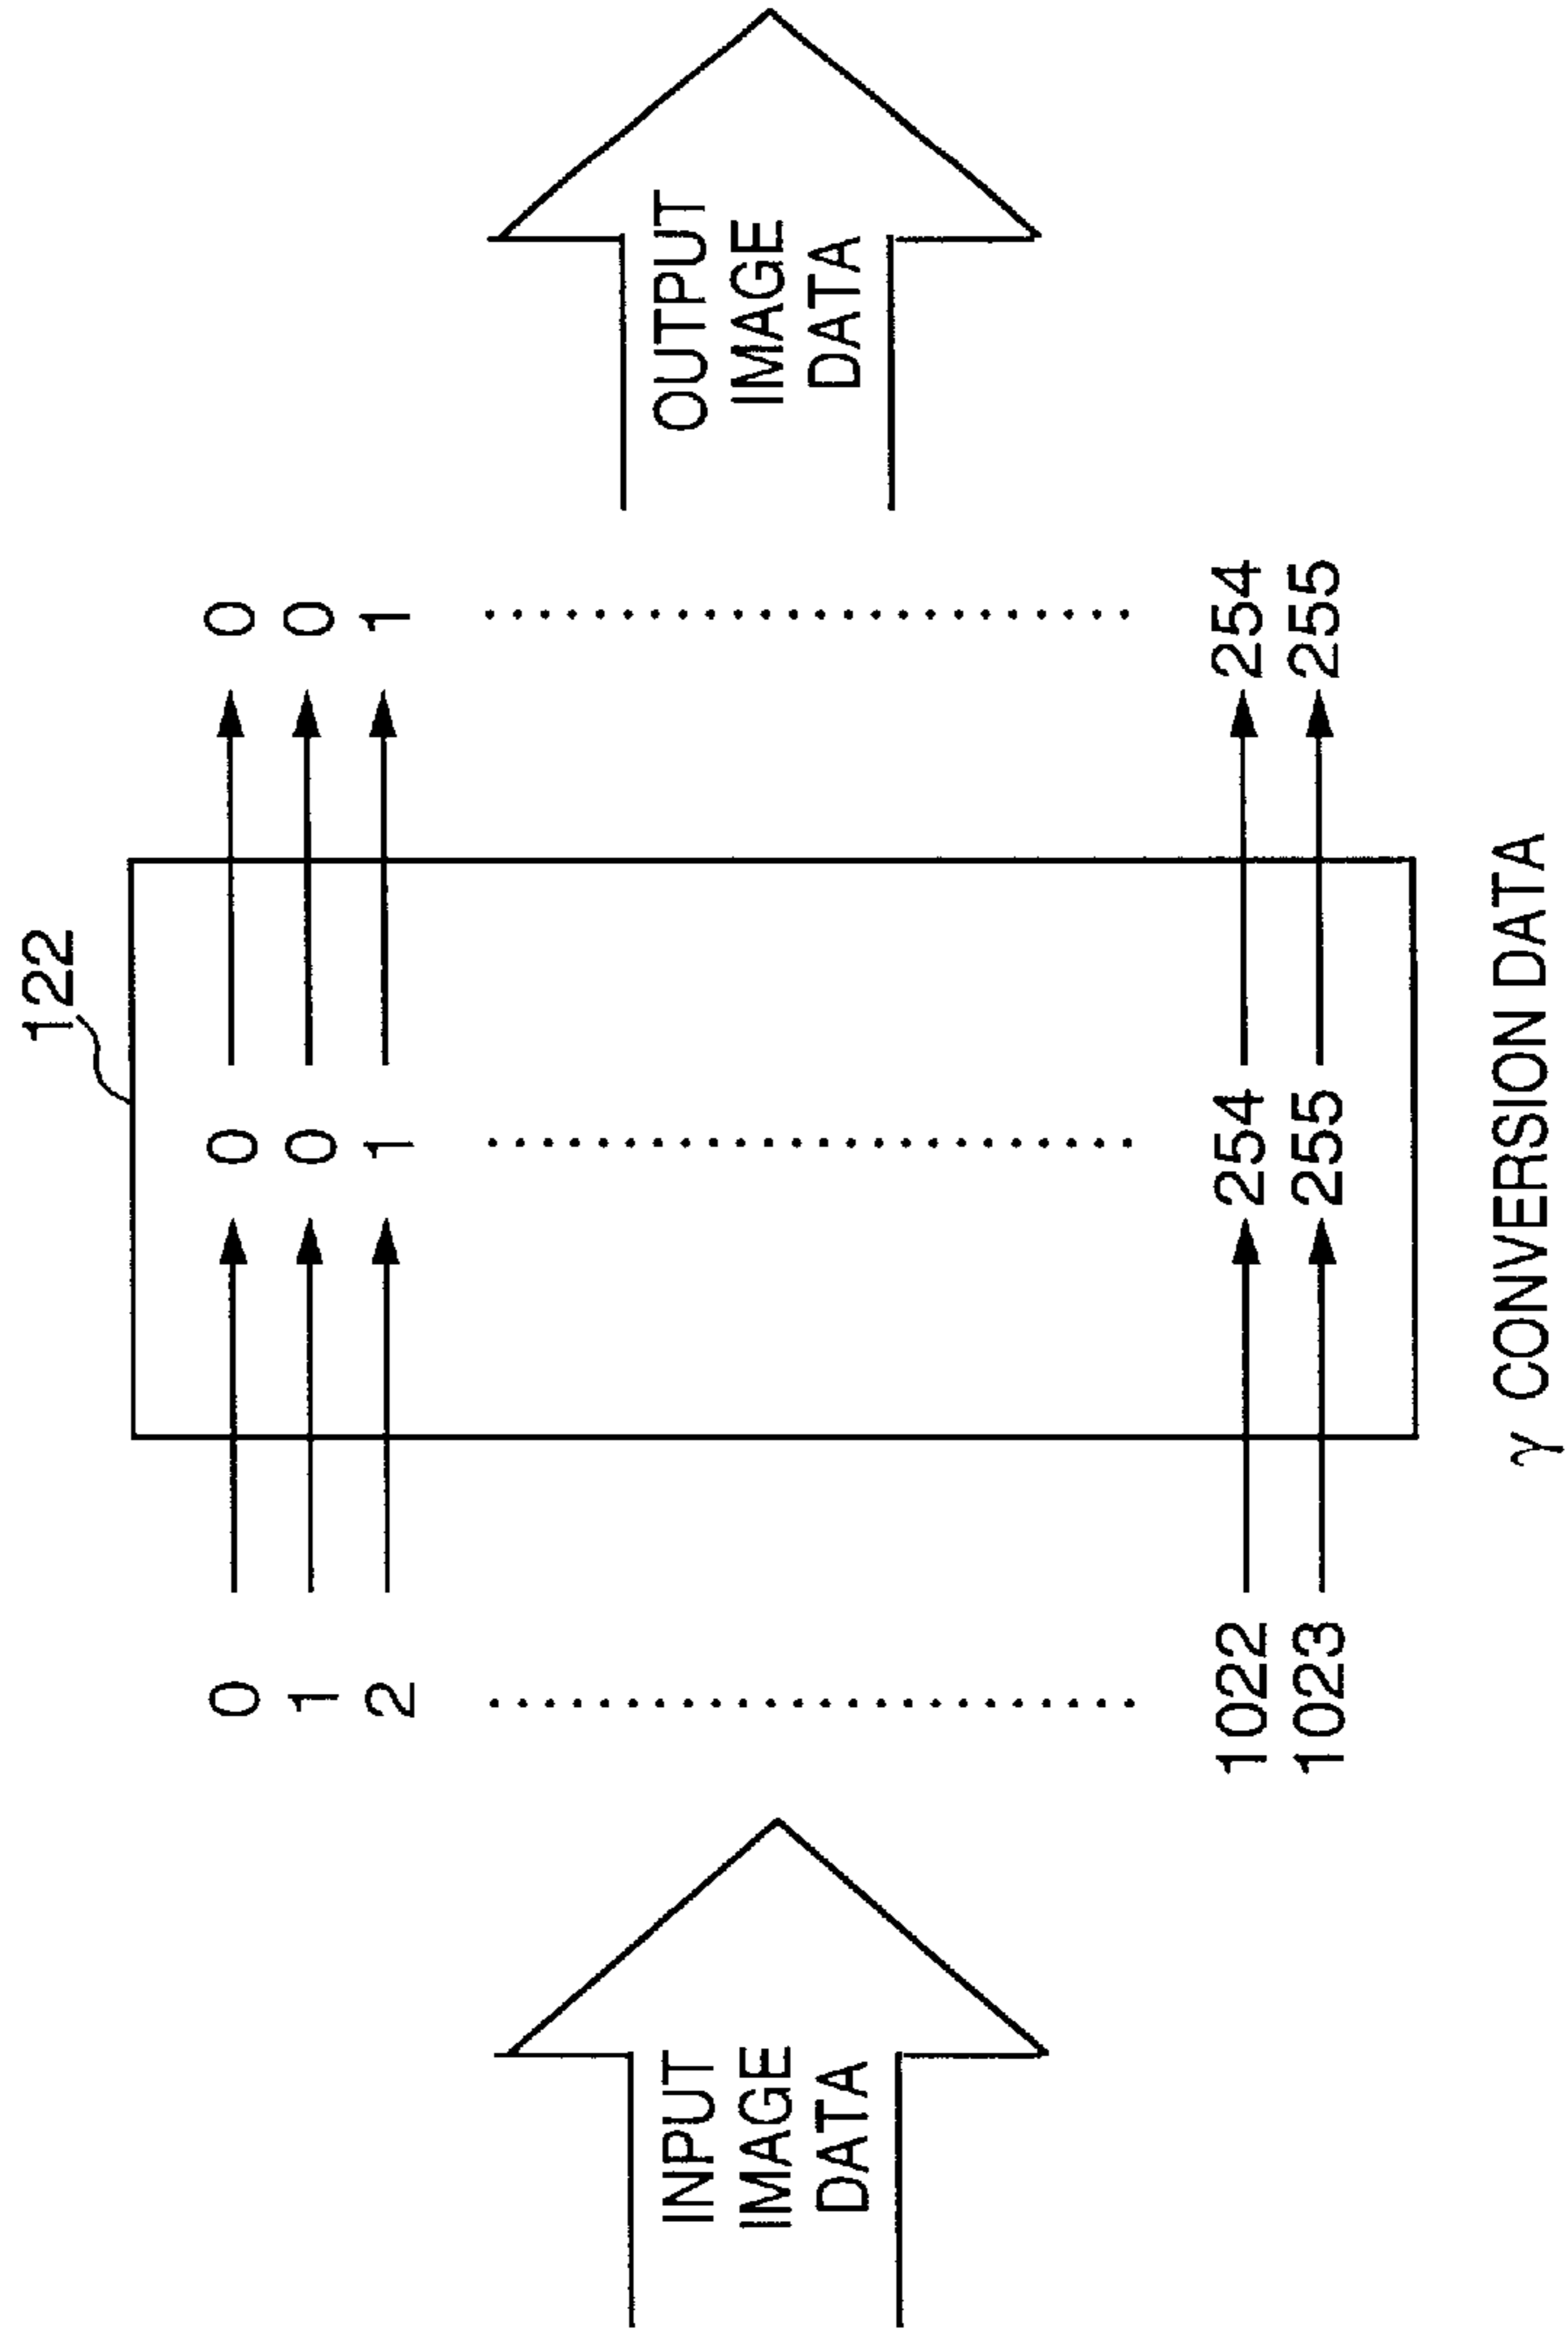 122
INPUT
IMAGE
DATA
0
1
2
1022
1023
0
0
1
254
255
0
0
1
254
255
OUTPUT
IMAGE
DATA
γ CONVERSION DATA